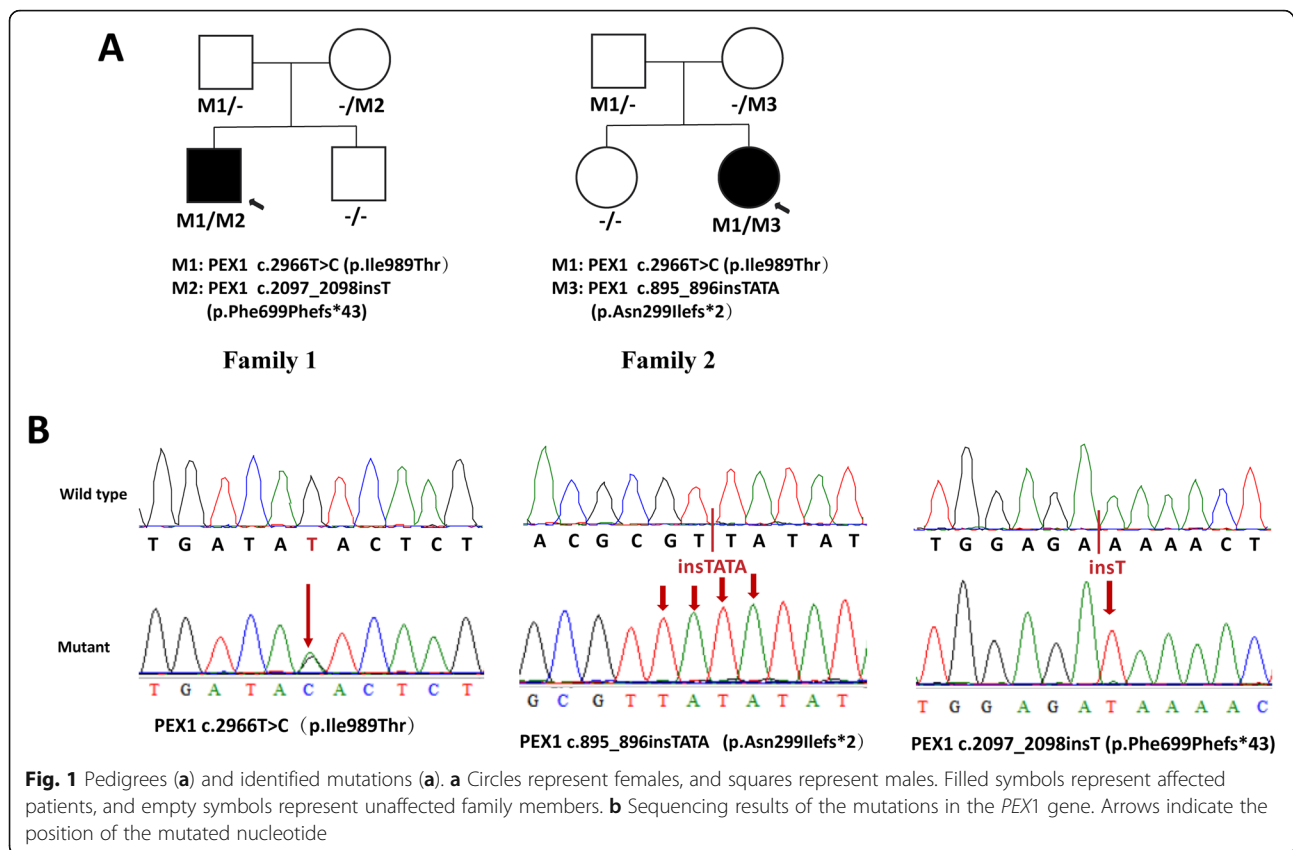 A
M1/-
-/M2
M1/-
-/M3
M1/M2
-/-
-/-
M1/M3
M1: PEX1 c.2966T>C (p.Ile989Thr）
M2: PEX1 c.2097_2098insT
(p.Phe699Phefs*43)
M1: PEX1 c.2966T>C (p.Ile989Thr）
M3: PEX1 c.895_896insTATA
(p.Asn299Ilefs*2）
Family 1
Family 2
B
Wild type
T G A T A T A C T C T
A C G C G T T A T A T
T G G A G A A A A C T
insTATA
insT
Mutant
T G A T A C A C T C T
G C G T T A T A T A T
T G G A G A T A A A A C
PEX1 c.2966T>C（p.Ile989Thr）
PEX1 c.895_896insTATA (p.Asn299Ilefs*2）
PEX1 c.2097_2098insT (p.Phe699Phefs*43)
Fig. 1 Pedigrees (a) and identified mutations (a). a Circles represent females, and squares represent males. Filled symbols represent affected
patients, and empty symbols represent unaffected family members. b Sequencing results of the mutations in the PEX1 gene. Arrows indicate the
position of the mutated nucleotide